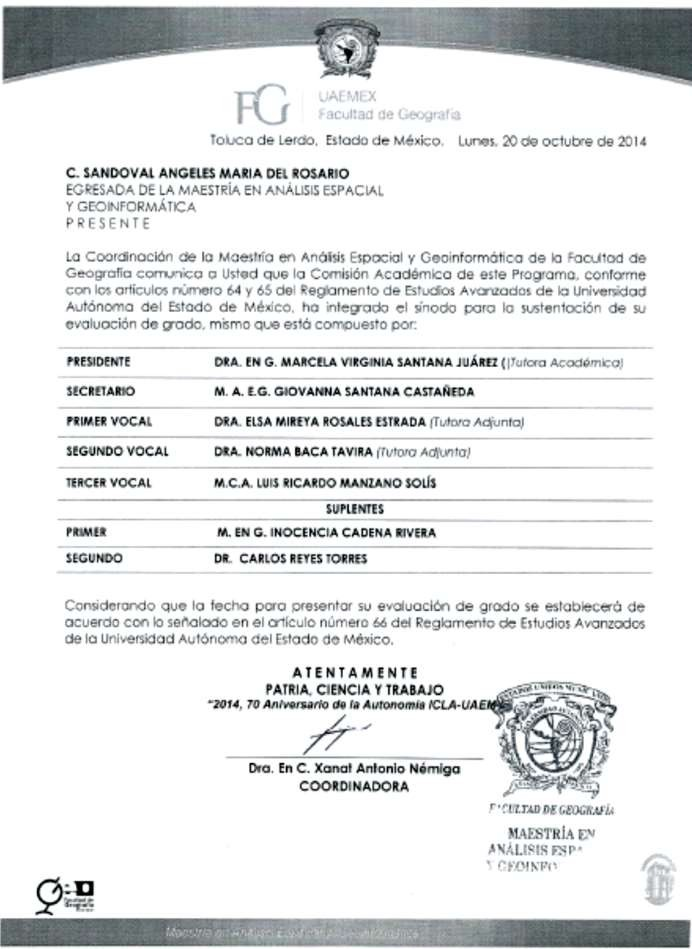 FG UAEMEX
Facultad de Geografía
Toluca de Lerdo, Estado de México. Lunes, 20 de octubre de 2014
C. SANDOVAL ANGELES MARIA DEL ROSARIO
EGRESADA DE LA MAESTRÍA EN ANÁLISIS ESPACIAL
Y GEOINFORMÁTICA
P R E S E N T E
La Coordinación de la Maestría en Análisis Espacial y Geoinformática de la Facultad de
Geografía comunica a Usted que la Comisión Académica de este Programa, conforme
con los artículos número 64 y 65 del Reglamento de Estudios Avanzados de la Universidad
Autónoma del Estado de México, ha integrado el sínodo para la sustentación de su
evaluación de grado, mismo que está compuesto por:
PRESIDENTE DRA. EN G. MARCELA VIRGINIA SANTANA JUÁREZ ((Tutora Académica)
SECRETARIO M. A. E.G. GIOVANNA SANTANA CASTAÑEDA
PRIMER VOCAL DRA. ELSA MIREYA ROSALES ESTRADA (Tutora Adjunta)
SEGUNDO VOCAL DRA. NORMA BACA TAVIRA (Tutora Adjunta)
TERCER VOCAL M.C.A. LUIS RICARDO MANZANO SOLÍS
SUPLENTES
PRIMER M. EN G. INOCENCIA CADENA RIVERA
SEGUNDO DR. CARLOS REYES TORRES
Considerando que la fecha para presentar su evaluación de grado se establecerá de
acuerdo con lo señalado en el artículo número 66 del Reglamento de Estudios Avanzados
de la Universidad Autónoma del Estado de México.
A T E N T A M E N T E
PATRIA, CIENCIA Y TRABAJO
"2014, 70 Aniversario de la Autonomía ICLA-UAEM
Dra. En C. Xanat Antonio Némiga
COORDINADORA
FACULTAD DE GEOGRAFÍA
MAESTRÍA EN
ANÁLISIS ESPA
Y GEOINFO
Facultad de
Geografía
Maestría en Análisis Espacial y Geoinformática